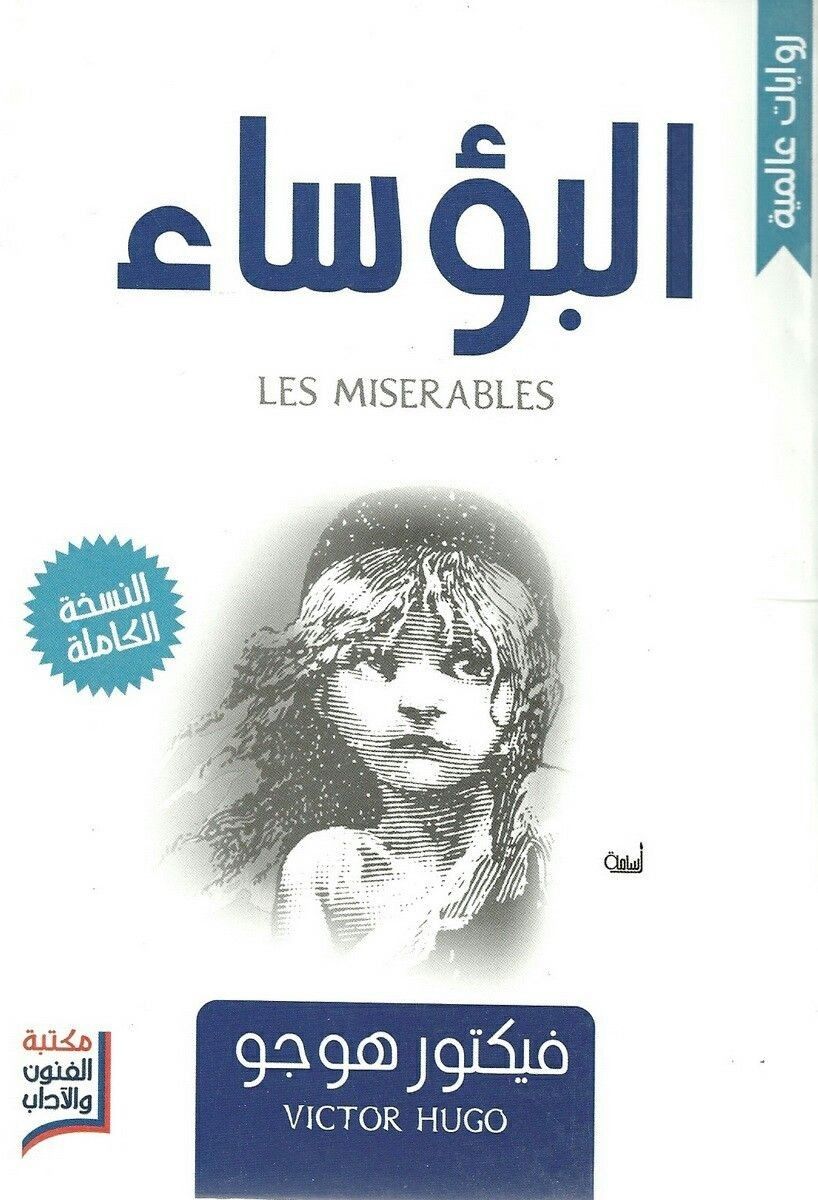 روايات عالمية
البؤساء
LES MISERABLES
النسخة
الكاملة
أسامة
فيكتور هوجو
VICTOR HUGO
مكتبة
الفنون
والآداب